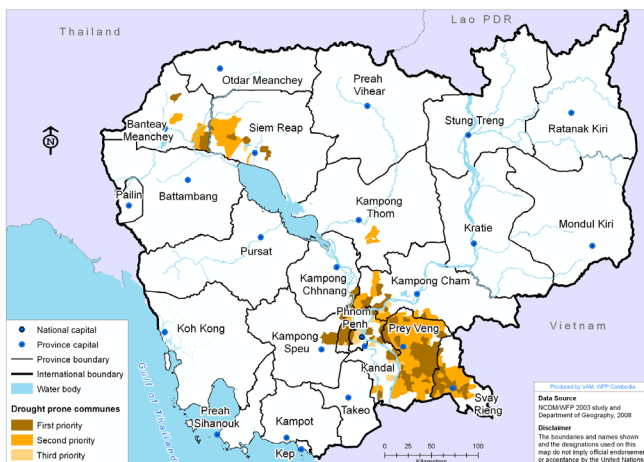 Thailand
Lao PDR
Otdar Meanchey
Preah
Vihear
Stung Treng
Ratanak Kiri
Banteay
Meanchey
Siem Reap
N
Pailin
Battambang
Kampong
Thom
Kratie
Mondul Kiri
Pursat
Kampong
Chhnang
Kampong Cham
Phnom
Penh
Prey Veng
Vietnam
Koh Kong
Kampong
Speu
Kandal
Svay
Rieng
Takeo
Preah
Sihanouk
Kampot
Kep
Gulf of Thailand
National capital
Province capital
Province boundary
International boundary
Water body
Drought prone communes
First priority
Second priority
Third priority
0
50
100
Kilometers
Produced by VAM, WFP Cambodia
Data Source
NCDM/WFP 2003 study and
Department of Geography, 2008
Disclaimer
The boundaries and names shown
and the designations used on this
map do not imply official endorsement
or acceptance by the United Nations.